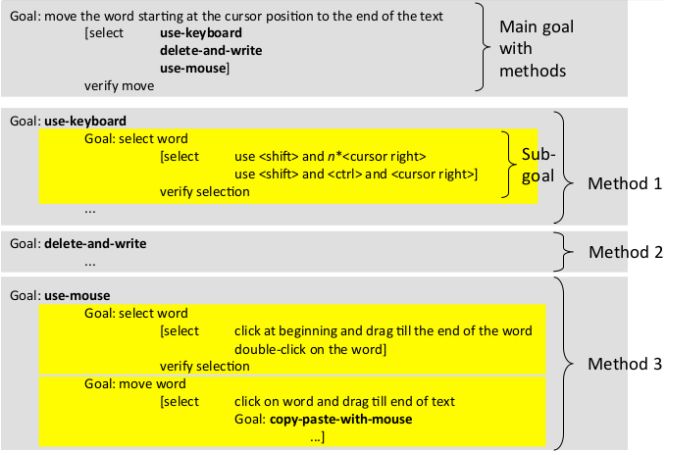 Goal: move the word starting at the cursor position to the end of the text
[select use-keyboard
delete-and-write
use-mouse]
verify move
Main goal
with
methods
Goal: use-keyboard
Goal: select word
[select use <shift> and n*<cursor right>
use <shift> and <ctrl> and <cursor right>]
verify selection
...
Sub-
goal
Method 1
Goal: delete-and-write
...
Method 2
Goal: use-mouse
Goal: select word
[select click at beginning and drag till the end of the word
double-click on the word]
verify selection
Goal: move word
[select click on word and drag till end of text
Goal: copy-paste-with-mouse
...]
Method 3